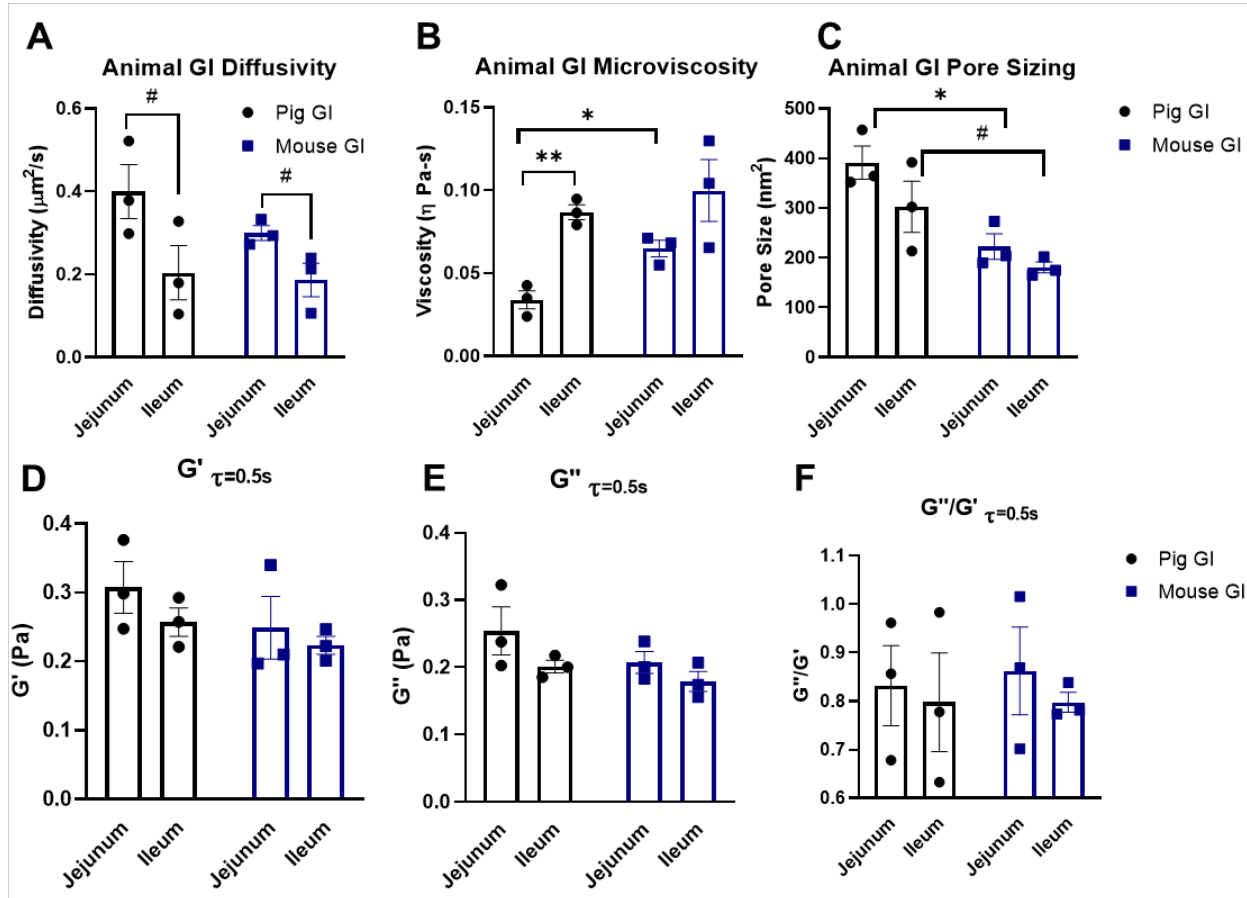 A
Animal GI Diffusivity
Diffusivity (μm²/s)
0.6
0.4
0.2
0.0
#
#
Pig GI
Mouse GI
Jejunum
Ileum
Jejunum
Ileum
B
Animal GI Microviscosity
Viscosity (η Pa-s)
0.15
0.10
0.05
0.00
*
**
Jejunum
Ileum
Jejunum
Ileum
C
Animal GI Pore Sizing
Pore Size (nm²)
500
400
300
200
100
0
*
#
Pig GI
Mouse GI
Jejunum
Ileum
Jejunum
Ileum
D
G' τ=0.5s
G' (Pa)
0.4
0.3
0.2
0.1
0.0
Jejunum
Ileum
Jejunum
Ileum
E
G'' τ=0.5s
G'' (Pa)
0.4
0.3
0.2
0.1
0.0
Jejunum
Ileum
Jejunum
Ileum
F
G''/G' τ=0.5s
G''/G'
1.1
1.0
0.9
0.8
0.7
0.6
Pig GI
Mouse GI
Jejunum
Ileum
Jejunum
Ileum